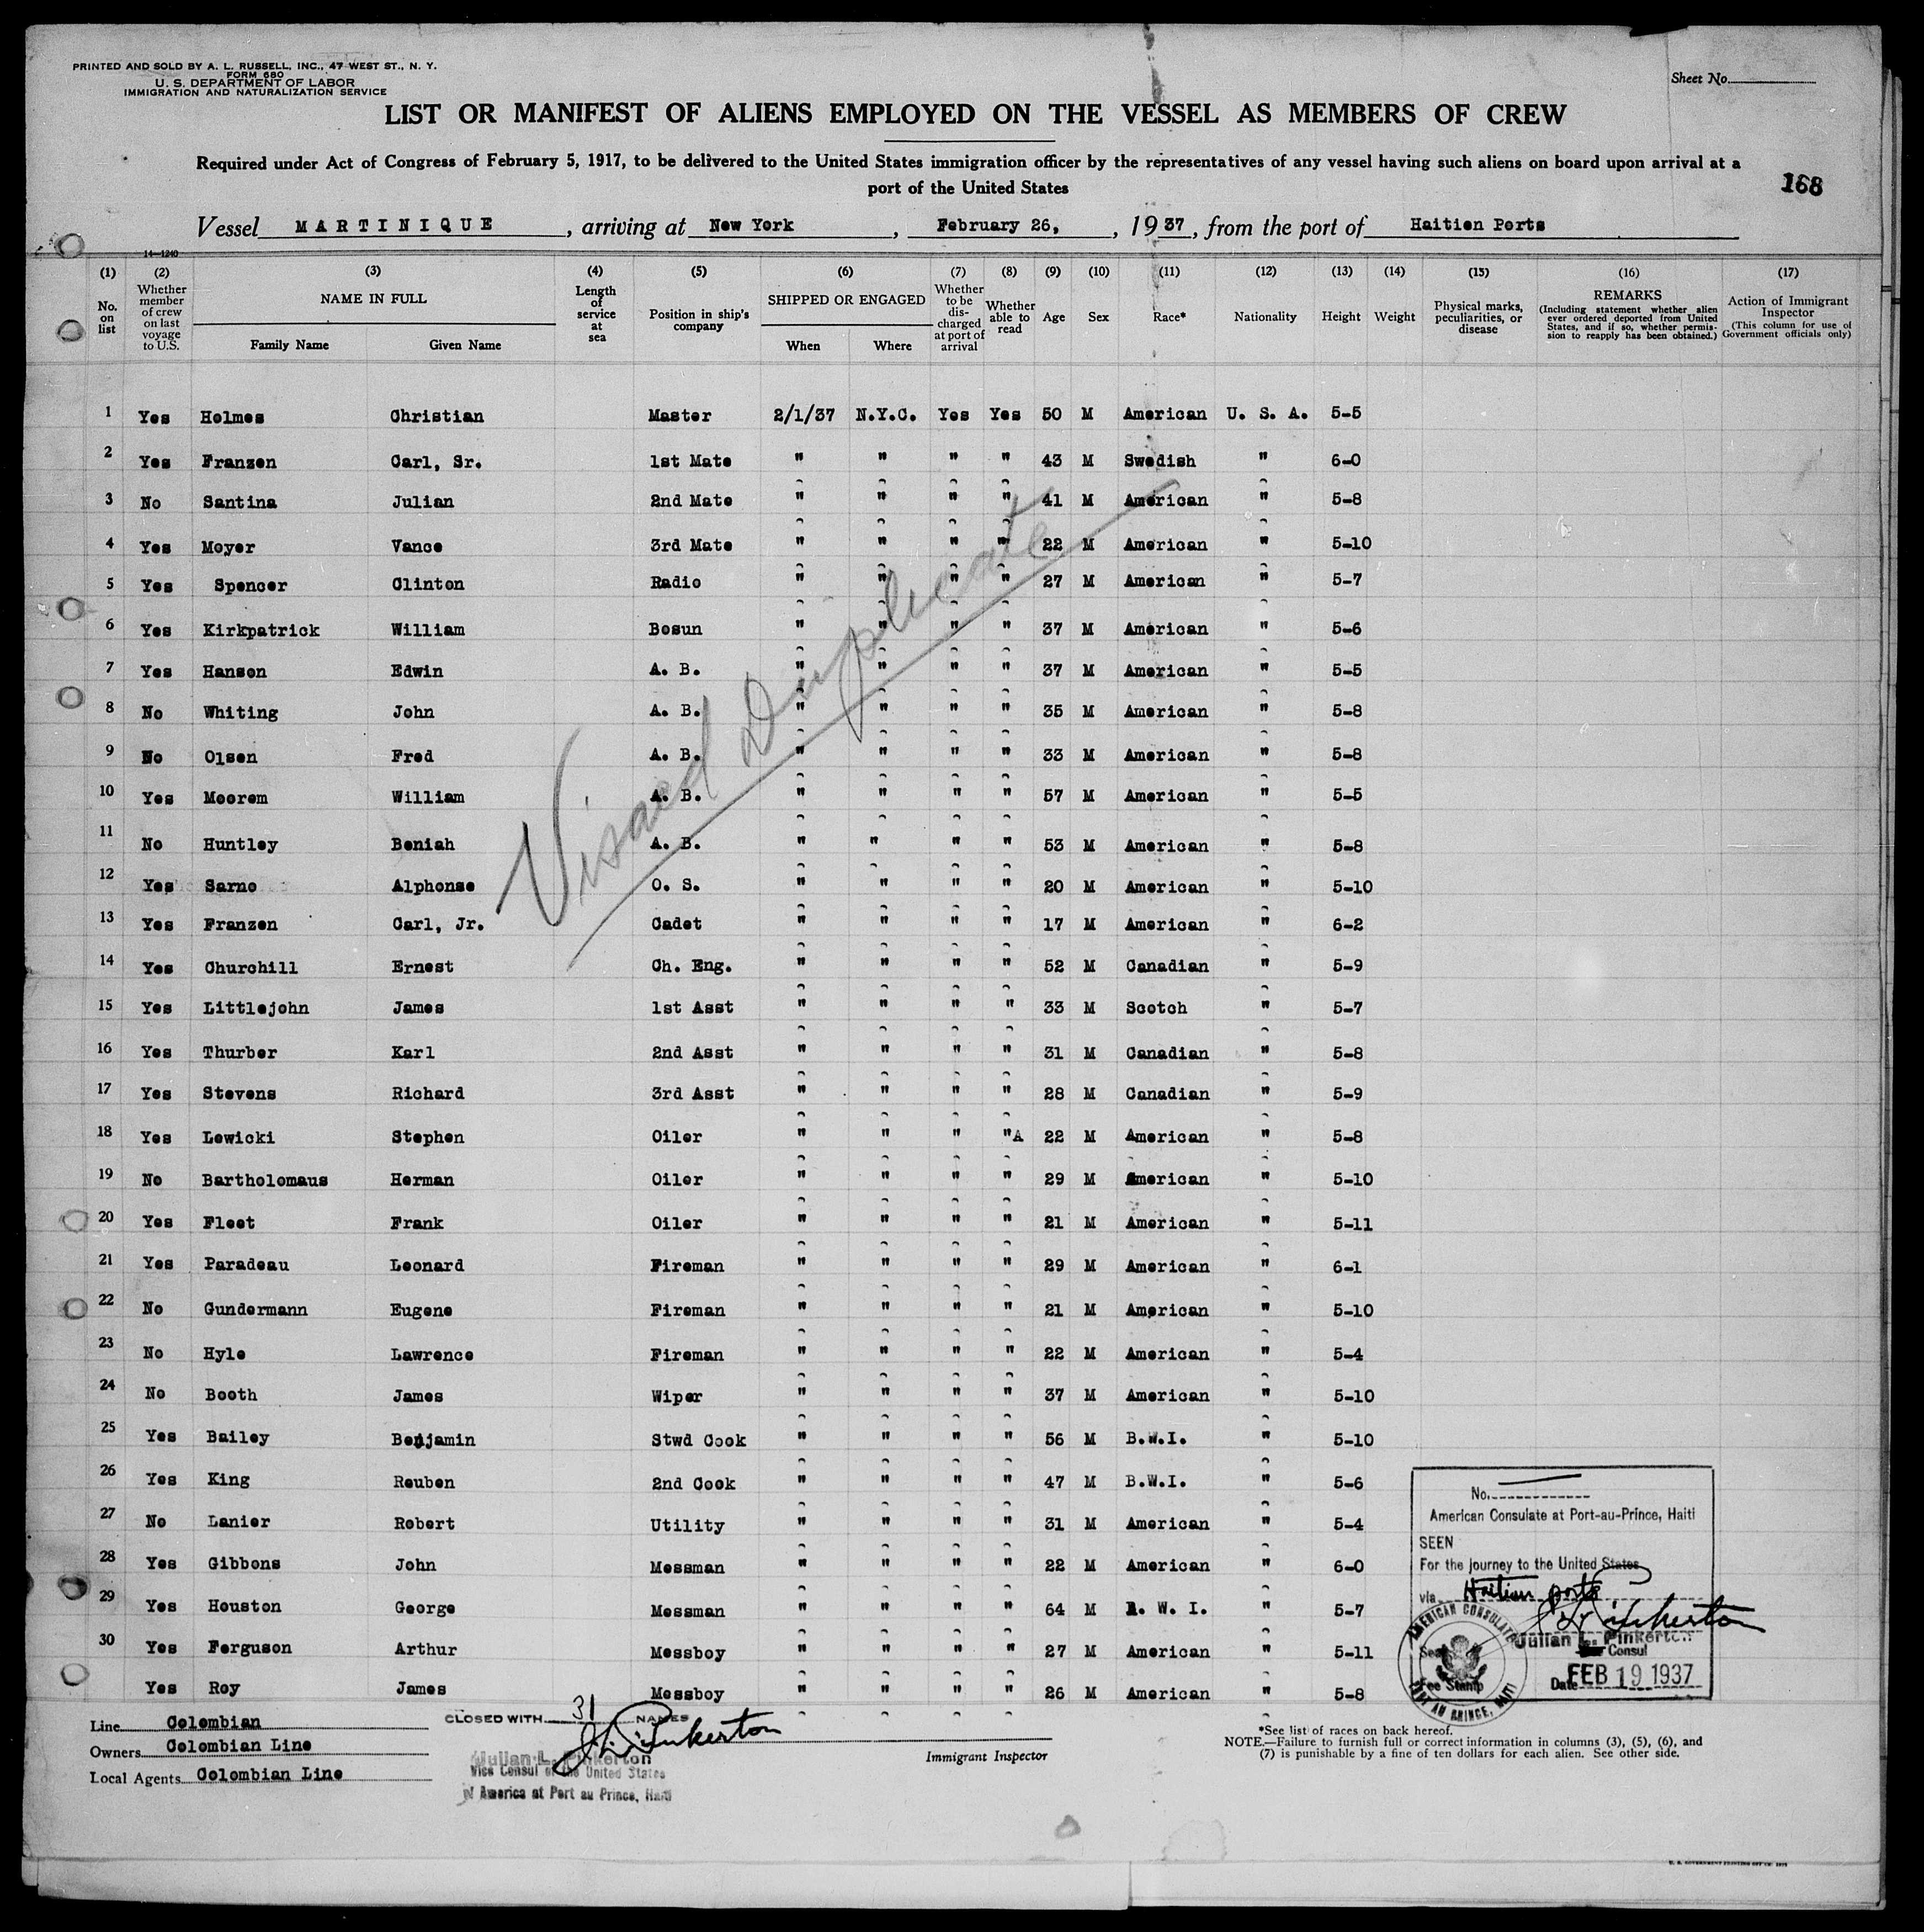 PRINTED AND SOLD BY A. L. RUSSELL, INC., 47 WEST ST., N. Y.
FORM 680
U. S. DEPARTMENT OF LABOR
IMMIGRATION AND NATURALIZATION SERVICE
Sheet No.
LIST OR MANIFEST OF ALIENS EMPLOYED ON THE VESSEL AS MEMBERS OF CREW
Required under Act of Congress of February 5, 1917, to be delivered to the United States immigration officer by the representatives of any vessel having such aliens on board upon arrival at a
port of the United States
168
Vessel MARTINIQUE, arriving at New York, February 26, 1937, from the port of Haitien Ports
14—1240
(1) No. on list
(2) Whether member of crew on last voyage to U.S.
(3) NAME IN FULL Family Name Given Name
(4) Length of service at sea
(5) Position in ship's company
(6) SHIPPED OR ENGAGED When Where
(7) Whether to be discharged at port of arrival
(8) Whether able to read
(9) Age
(10) Sex
(11) Race*
(12) Nationality
(13) Height
(14) Weight
(15) Physical marks, peculiarities, or disease
(16) REMARKS (Including statement whether alien ever ordered deported from United States, and if so, whether permission to reapply has been obtained.)
(17) Action of Immigrant Inspector (This column for use of Government officials only)
1 Yes Holmes Christian Master 2/1/37 N.Y.C. Yes Yes 50 M American U. S. A. 5-5
2 Yes Franzen Carl, Sr. 1st Mate " " " " 43 M Swedish " 6-0
3 No Santina Julian 2nd Mate " " " " 41 M American " 5-8
4 Yes Moyer Vance 3rd Mate " " " " 22 M American " 5-10
5 Yes Spencer Clinton Radio " " " " 27 M American " 5-7
6 Yes Kirkpatrick William Bosun " " " " 37 M American " 5-6
7 Yes Hanson Edwin A. B. " " " " 37 M American " 5-5
8 No Whiting John A. B. " " " " 35 M American " 5-8
9 No Olsen Fred A. B. " " " " 33 M American " 5-8
10 Yes Moorem William A. B. " " " " 57 M American " 5-5
11 No Huntley Beniah A. B. " " " " 53 M American " 5-8
12 Yes Sarno Alphonse O. S. " " " " 20 M American " 5-10
13 Yes Franzen Carl, Jr. Cadet " " " " 17 M American " 6-2
14 Yes Churchill Ernest Ch. Eng. " " " " 52 M Canadian " 5-9
15 Yes Littlejohn James 1st Asst " " " " 33 M Scotch " 5-7
16 Yes Thurber Karl 2nd Asst " " " " 31 M Canadian " 5-8
17 Yes Stevens Richard 3rd Asst " " " " 28 M Canadian " 5-9
18 Yes Lewicki Stephen Oiler " " " "A 22 M American " 5-8
19 No Bartholomaus Herman Oiler " " " " 29 M American " 5-10
20 Yes Fleet Frank Oiler " " " " 21 M American " 5-11
21 Yes Paradeau Leonard Fireman " " " " 29 M American " 6-1
22 No Gundermann Eugene Fireman " " " " 21 M American " 5-10
23 No Hyle Lawrence Fireman " " " " 22 M American " 5-4
24 No Booth James Wiper " " " " 37 M American " 5-10
25 Yes Bailey Benjamin Stwd Cook " " " " 56 M B.W.I. " 5-10
26 Yes King Reuben 2nd Cook " " " " 47 M B.W.I. " 5-6
27 No Lanier Robert Utility " " " " 31 M American " 5-4
28 Yes Gibbons John Messman " " " " 22 M American " 6-0
29 Yes Houston George Messman " " " " 64 M W. I. " 5-7
30 Yes Ferguson Arthur Messboy " " " " 27 M American " 5-11
Yes Roy James Messboy " " " " 26 M American " 5-8
Visaed Duplicate
No.
American Consulate at Port-au-Prince, Haiti
SEEN
For the journey to the United States
via Haitian ports
J L Pinkerton
Julian L. Pinkerton
Consul
Seal
Fee Stamp
Date FEB 19 1937
AMERICAN CONSULATE
PORT AU PRINCE, HAITI
Line Colombian
Owners Colombian Line
Local Agents Colombian Line
CLOSED WITH 31 NAMES
J L Pinkerton
Julian L. Pinkerton
Vice Consul of the United States
of America at Port au Prince, Haiti
Immigrant Inspector
*See list of races on back hereof.
NOTE.—Failure to furnish full or correct information in columns (3), (5), (6), and
(7) is punishable by a fine of ten dollars for each alien. See other side.